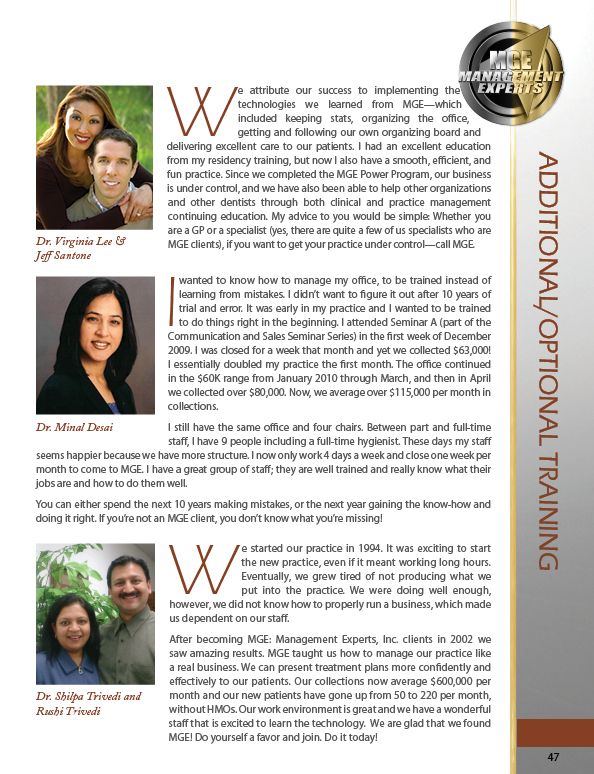 MGE
MANAGEMENT
EXPERTS
We attribute our success to implementing the
technologies we learned from MGE—which
included keeping stats, organizing the office,
getting and following our own organizing board and
delivering excellent care to our patients. I had an excellent education
from my residency training, but now I also have a smooth, efficient, and
fun practice. Since we completed the MGE Power Program, our business
is under control, and we have also been able to help other organizations
and other dentists through both clinical and practice management
continuing education. My advice to you would be simple: Whether you
are a GP or a specialist (yes, there are quite a few of us specialists who are
MGE clients), if you want to get your practice under control—call MGE.
Dr. Virginia Lee &
Jeff Santone
I wanted to know how to manage my office, to be trained instead of
learning from mistakes. I didn't want to figure it out after 10 years of
trial and error. It was early in my practice and I wanted to be trained
to do things right in the beginning. I attended Seminar A (part of the
Communication and Sales Seminar Series) in the first week of December
2009. I was closed for a week that month and yet we collected $63,000!
I essentially doubled my practice the first month. The office continued
in the $60K range from January 2010 through March, and then in April
we collected over $80,000. Now, we average over $115,000 per month in
collections.
Dr. Minal Desai
I still have the same office and four chairs. Between part and full-time
staff, I have 9 people including a full-time hygienist. These days my staff
seems happier because we have more structure. I now only work 4 days a week and close one week per
month to come to MGE. I have a great group of staff; they are well trained and really know what their
jobs are and how to do them well.
You can either spend the next 10 years making mistakes, or the next year gaining the know-how and
doing it right. If you're not an MGE client, you don't know what you're missing!
We started our practice in 1994. It was exciting to start
the new practice, even if it meant working long hours.
Eventually, we grew tired of not producing what we
put into the practice. We were doing well enough,
however, we did not know how to properly run a business, which made
us dependent on our staff.
After becoming MGE: Management Experts, Inc. clients in 2002 we
saw amazing results. MGE taught us how to manage our practice like
a real business. We can present treatment plans more confidently and
effectively to our patients. Our collections now average $600,000 per
month and our new patients have gone up from 50 to 220 per month,
without HMOs. Our work environment is great and we have a wonderful
staff that is excited to learn the technology. We are glad that we found
MGE! Do yourself a favor and join. Do it today!
Dr. Shilpa Trivedi and
Rushi Trivedi
ADDITIONAL/OPTIONAL TRAINING
47